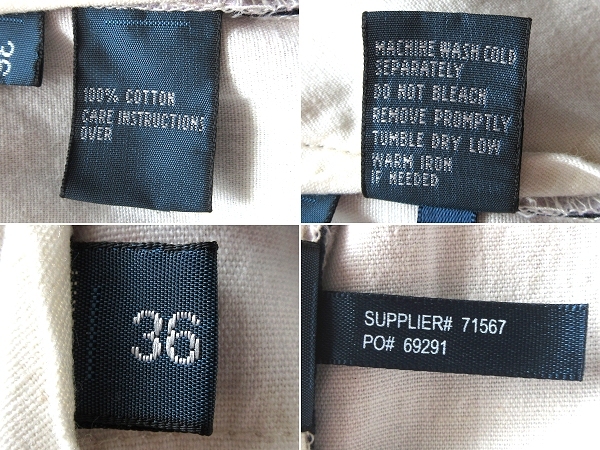 36
100% COTTON
CARE INSTRUCTIONS
OVER
MACHINE WASH COLD
SEPARATELY
DO NOT BLEACH
REMOVE PROMPTLY
TUMBLE DRY LOW
WARM IRON
IF NEEDED
36
SUPPLIER# 71567
PO# 69291